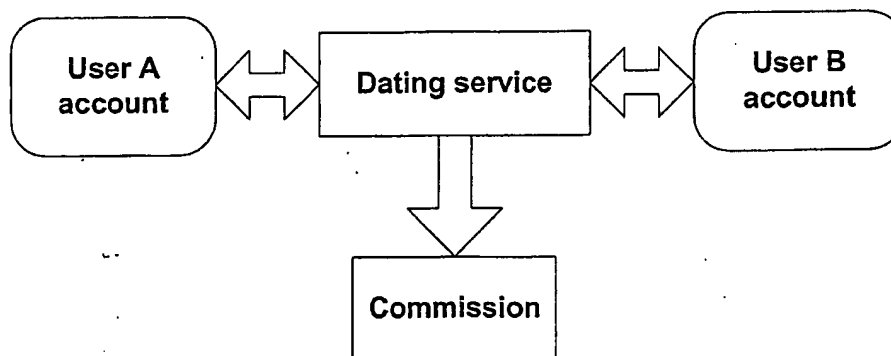 User A
account
Dating service
User B
account
Commission